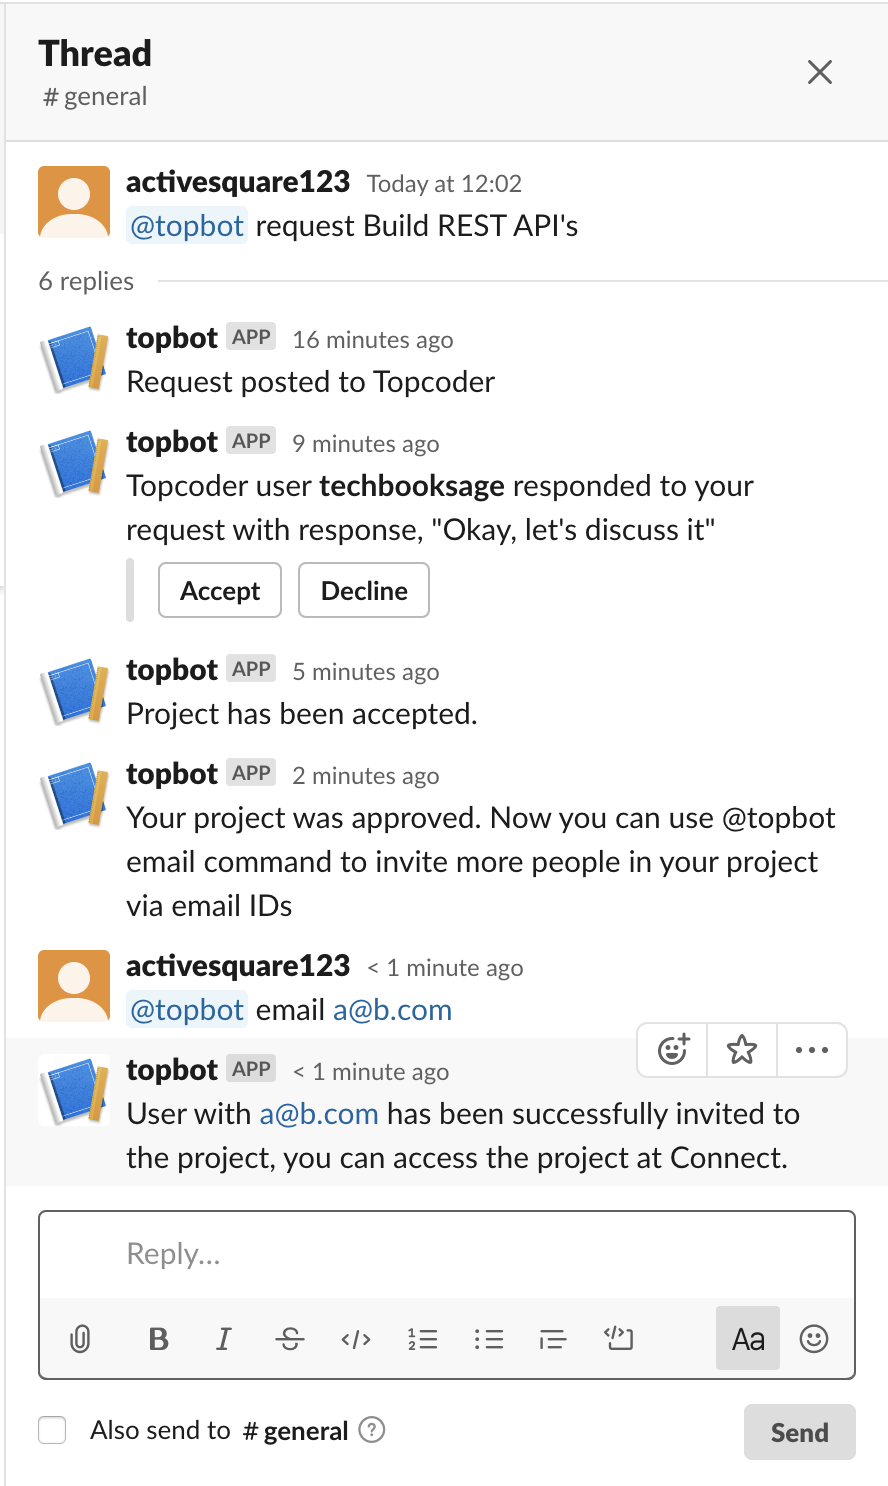 Thread
# general
activesquare123 Today at 12:02
@topbot request Build REST API's
6 replies
topbot APP 16 minutes ago
Request posted to Topcoder
topbot APP 9 minutes ago
Topcoder user techbooksage responded to your
request with response, "Okay, let's discuss it"
Accept Decline
topbot APP 5 minutes ago
Project has been accepted.
topbot APP 2 minutes ago
Your project was approved. Now you can use @topbot
email command to invite more people in your project
via email IDs
activesquare123 < 1 minute ago
@topbot email a@b.com
topbot APP < 1 minute ago
User with a@b.com has been successfully invited to
the project, you can access the project at Connect.
Reply...
B I S </> Aa
Also send to # general ?
Send